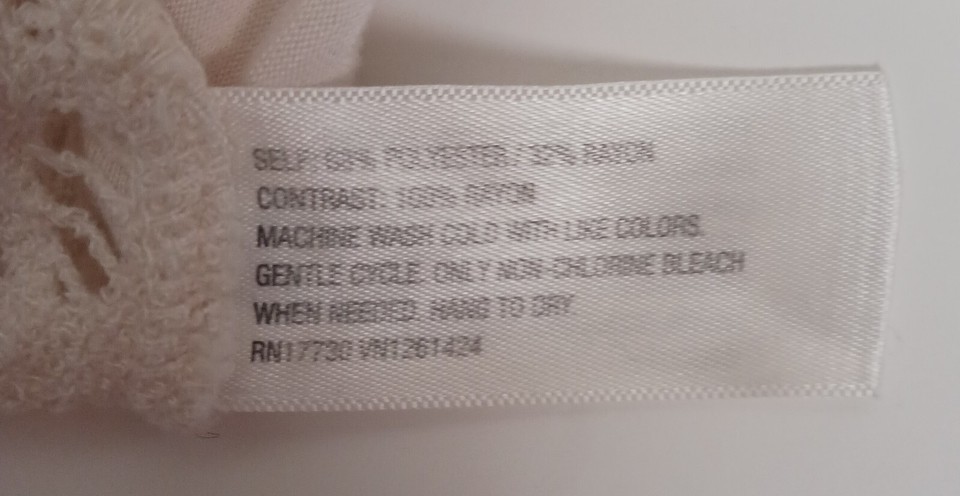 SELF: 68% POLYESTER / 32% RAYON
CONTRAST: 100% RAYON
MACHINE WASH COLD WITH LIKE COLORS.
GENTLE CYCLE. ONLY NON-CHLORINE BLEACH
WHEN NEEDED. HANG TO DRY.
RN17730 VN1261424